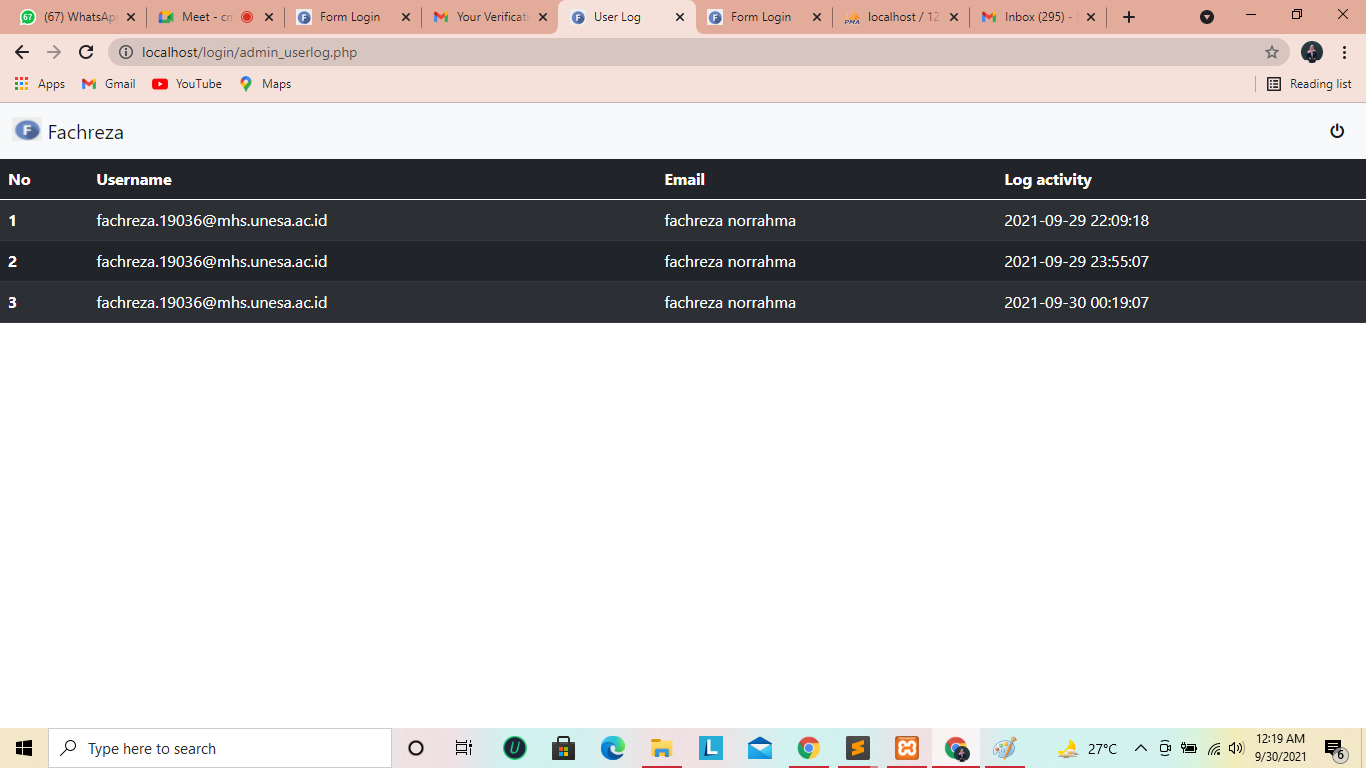 (67) WhatsAp Meet - cm Form Login Your Verificati User Log Form Login localhost / 12 Inbox (295) -
localhost/login/admin_userlog.php
Apps Gmail YouTube Maps Reading list
F Fachreza
No Username Email Log activity
1 fachreza.19036@mhs.unesa.ac.id fachreza norrahma 2021-09-29 22:09:18
2 fachreza.19036@mhs.unesa.ac.id fachreza norrahma 2021-09-29 23:55:07
3 fachreza.19036@mhs.unesa.ac.id fachreza norrahma 2021-09-30 00:19:07
Type here to search 27°C 12:19 AM
9/30/2021 6